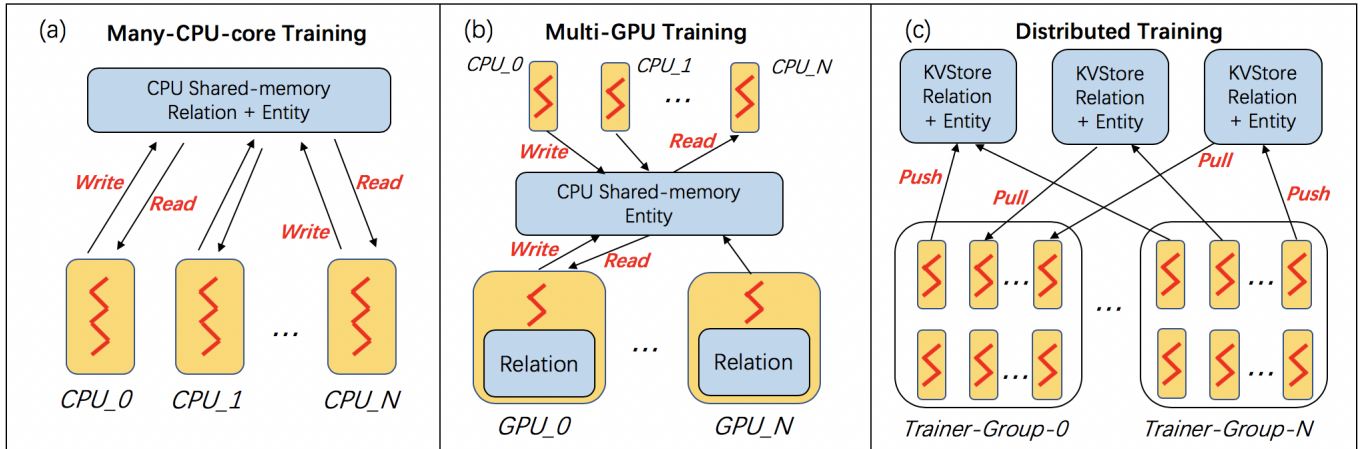 (a)
Many-CPU-core Training
CPU Shared-memory
Relation + Entity
Write
Read
Write
Read
...
CPU_0
CPU_1
CPU_N
(b)
Multi-GPU Training
CPU_0
CPU_1
CPU_N
...
Write
Read
CPU Shared-memory
Entity
Write
Read
Relation
...
Relation
GPU_0
GPU_N
(c)
Distributed Training
KVStore
Relation
+ Entity
KVStore
Relation
+ Entity
KVStore
Relation
+ Entity
Push
Pull
Pull
Push
...
...
...
...
...
Trainer-Group-0
Trainer-Group-N